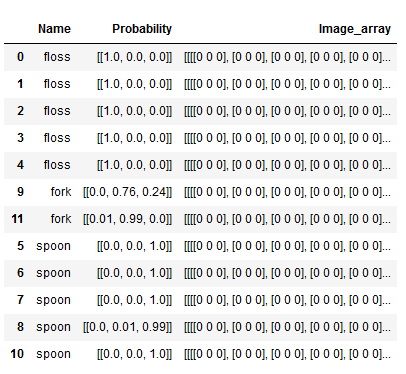 Name Probability Image_array
0 floss [[1.0, 0.0, 0.0]] [[[[0 0 0], [0 0 0], [0 0 0], [0 0 0], [0 0 0]...
1 floss [[1.0, 0.0, 0.0]] [[[[0 0 0], [0 0 0], [0 0 0], [0 0 0], [0 0 0]...
2 floss [[1.0, 0.0, 0.0]] [[[[0 0 0], [0 0 0], [0 0 0], [0 0 0], [0 0 0]...
3 floss [[1.0, 0.0, 0.0]] [[[[0 0 0], [0 0 0], [0 0 0], [0 0 0], [0 0 0]...
4 floss [[1.0, 0.0, 0.0]] [[[[0 0 0], [0 0 0], [0 0 0], [0 0 0], [0 0 0]...
9 fork [[0.0, 0.76, 0.24]] [[[[0 0 0], [0 0 0], [0 0 0], [0 0 0], [0 0 0]...
11 fork [[0.01, 0.99, 0.0]] [[[[0 0 0], [0 0 0], [0 0 0], [0 0 0], [0 0 0]...
5 spoon [[0.0, 0.0, 1.0]] [[[[0 0 0], [0 0 0], [0 0 0], [0 0 0], [0 0 0]...
6 spoon [[0.0, 0.0, 1.0]] [[[[0 0 0], [0 0 0], [0 0 0], [0 0 0], [0 0 0]...
7 spoon [[0.0, 0.0, 1.0]] [[[[0 0 0], [0 0 0], [0 0 0], [0 0 0], [0 0 0]...
8 spoon [[0.0, 0.01, 0.99]] [[[[0 0 0], [0 0 0], [0 0 0], [0 0 0], [0 0 0]...
10 spoon [[0.0, 0.0, 1.0]] [[[[0 0 0], [0 0 0], [0 0 0], [0 0 0], [0 0 0]...